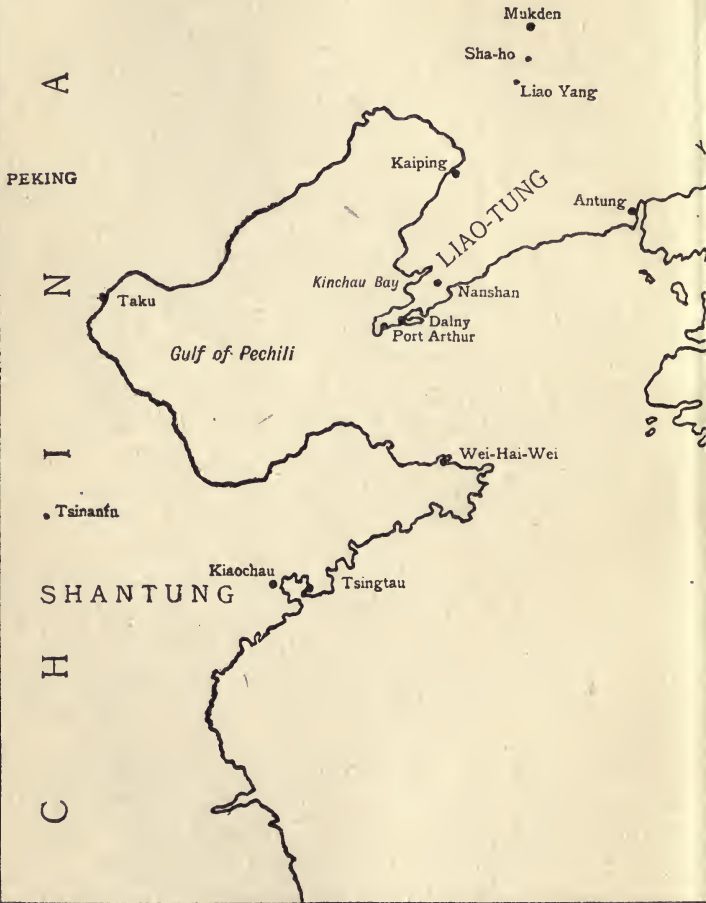 Mukden
Sha-ho
Liao Yang
PEKING
Kaiping
LIAO-TUNG
Antung
Kinchau Bay
Nanshan
Taku
Dalny
Port Arthur
Gulf of Pechili
Wei-Hai-Wei
Tsinanfu
Kiaochau
Tsingtau
SHANTUNG
CHINA